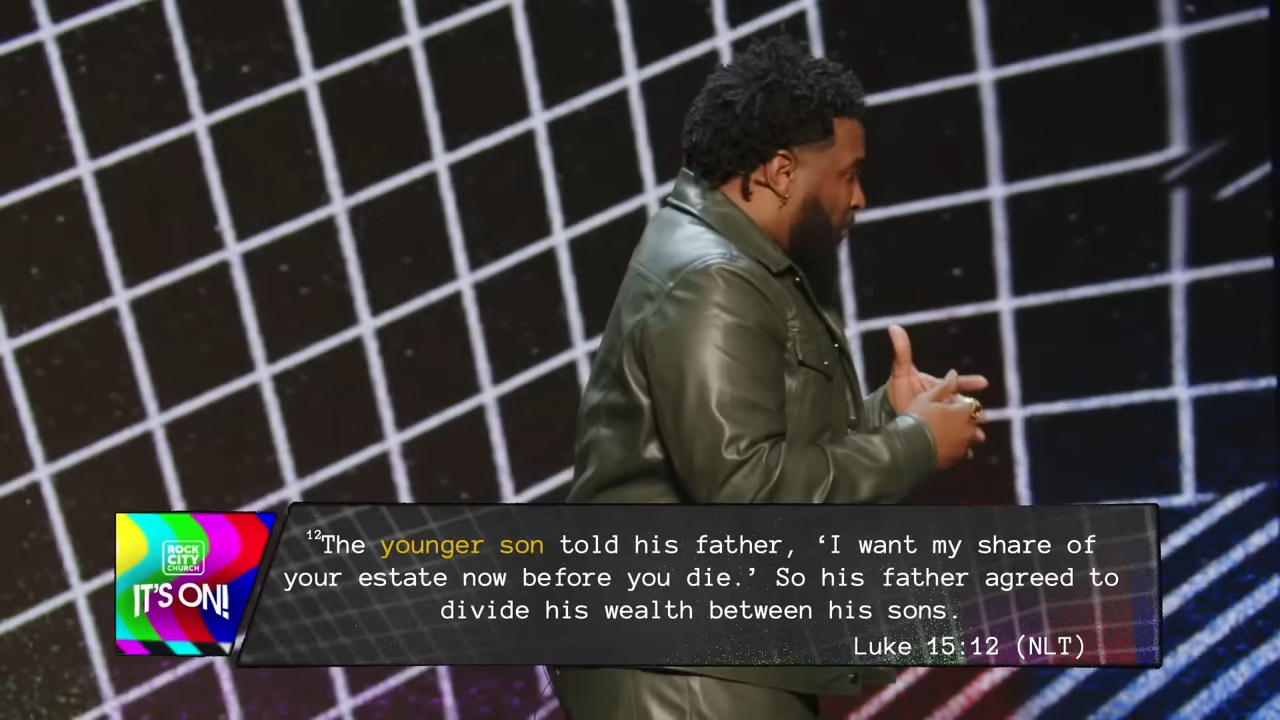 ¹²The younger son told his father, ‘I want my share of
your estate now before you die.’ So his father agreed to
divide his wealth between his sons.
Luke 15:12 (NLT)
ROCK
CITY
CHURCH
IT'S ON!